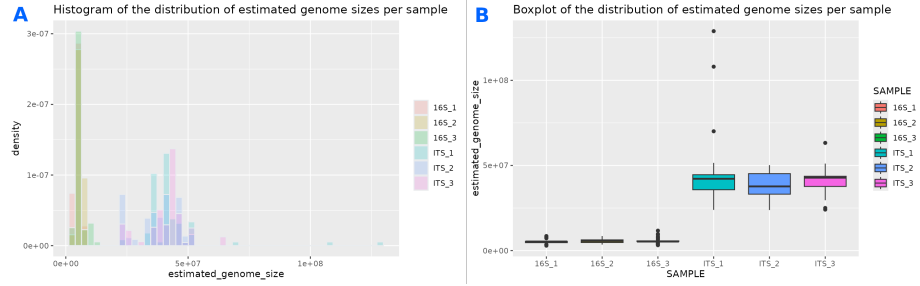 A
Histogram of the distribution of estimated genome sizes per sample
density
3e-07
2e-07
1e-07
0e+00
0e+00 5e+07 1e+08
estimated_genome_size
16S_1
16S_2
16S_3
ITS_1
ITS_2
ITS_3
B
Boxplot of the distribution of estimated genome sizes per sample
estimated_genome_size
1e+08
5e+07
0e+00
16S_1 16S_2 16S_3 ITS_1 ITS_2 ITS_3
SAMPLE
SAMPLE
16S_1
16S_2
16S_3
ITS_1
ITS_2
ITS_3